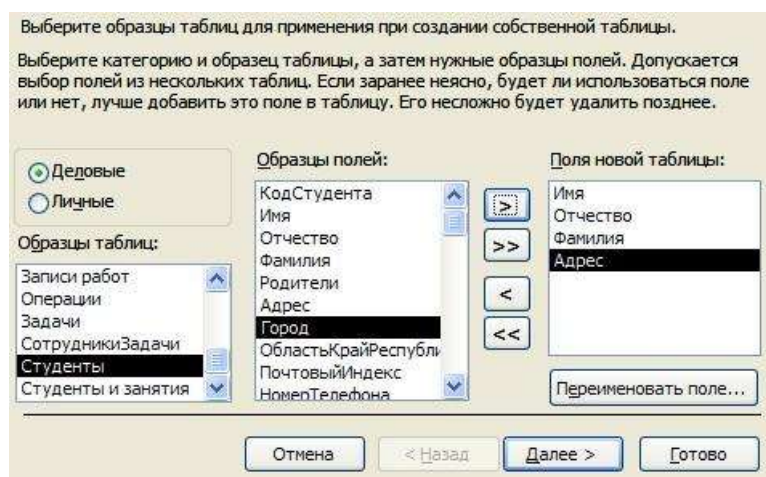 Выберите образцы таблиц для применения при создании собственной таблицы.
Выберите категорию и образец таблицы, а затем нужные образцы полей. Допускается
выбор полей из нескольких таблиц. Если заранее неясно, будет ли использоваться поле
или нет, лучше добавить это поле в таблицу. Его несложно будет удалить позднее.
Деловые
Личные
Образцы таблиц:
Записи работ
Операции
Задачи
СотрудникиЗадачи
Студенты
Студенты и занятия
Образцы полей:
КодСтудента
Имя
Отчество
Фамилия
Родители
Адрес
Город
ОбластьКрайРеспубли
ПочтовыйИндекс
НомерТелефона
>
>>
<
<<
Поля новой таблицы:
Имя
Отчество
Фамилия
Адрес
Переименовать поле...
Отмена
< Назад
Далее >
Готово